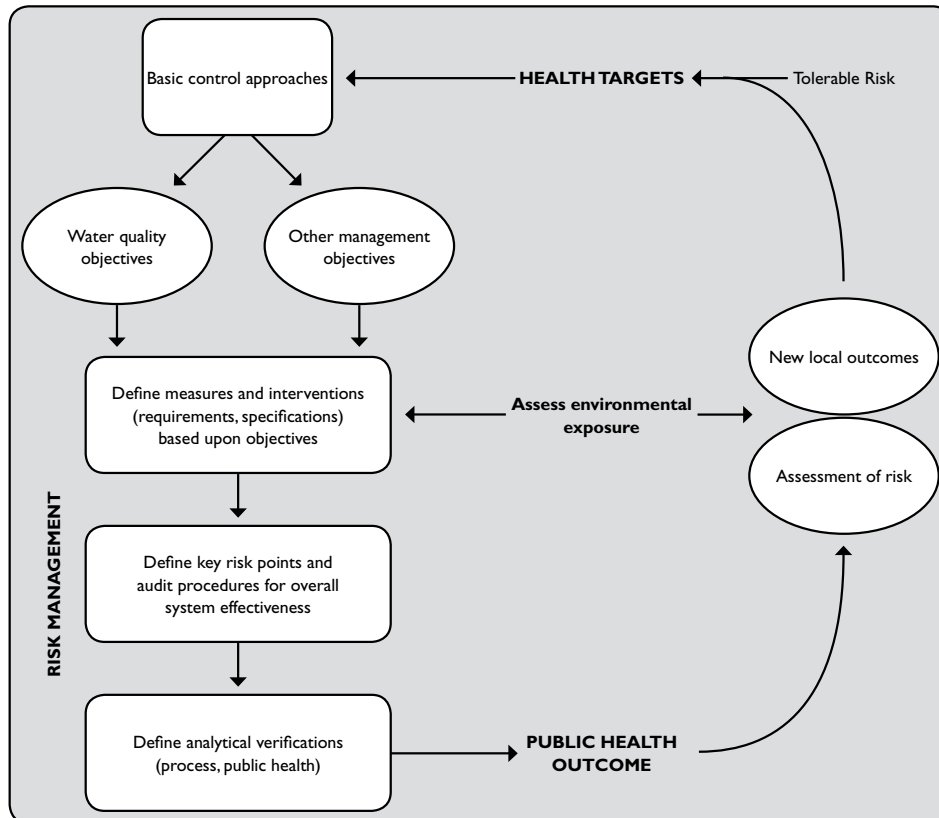 Basic control approaches
HEALTH TARGETS
Tolerable Risk
Water quality
objectives
Other management
objectives
New local outcomes
Define measures and interventions
(requirements, specifications)
based upon objectives
Assess environmental
exposure
Assessment of risk
RISK MANAGEMENT
Define key risk points and
audit procedures for overall
system effectiveness
Define analytical verifications
(process, public health)
PUBLIC HEALTH
OUTCOME